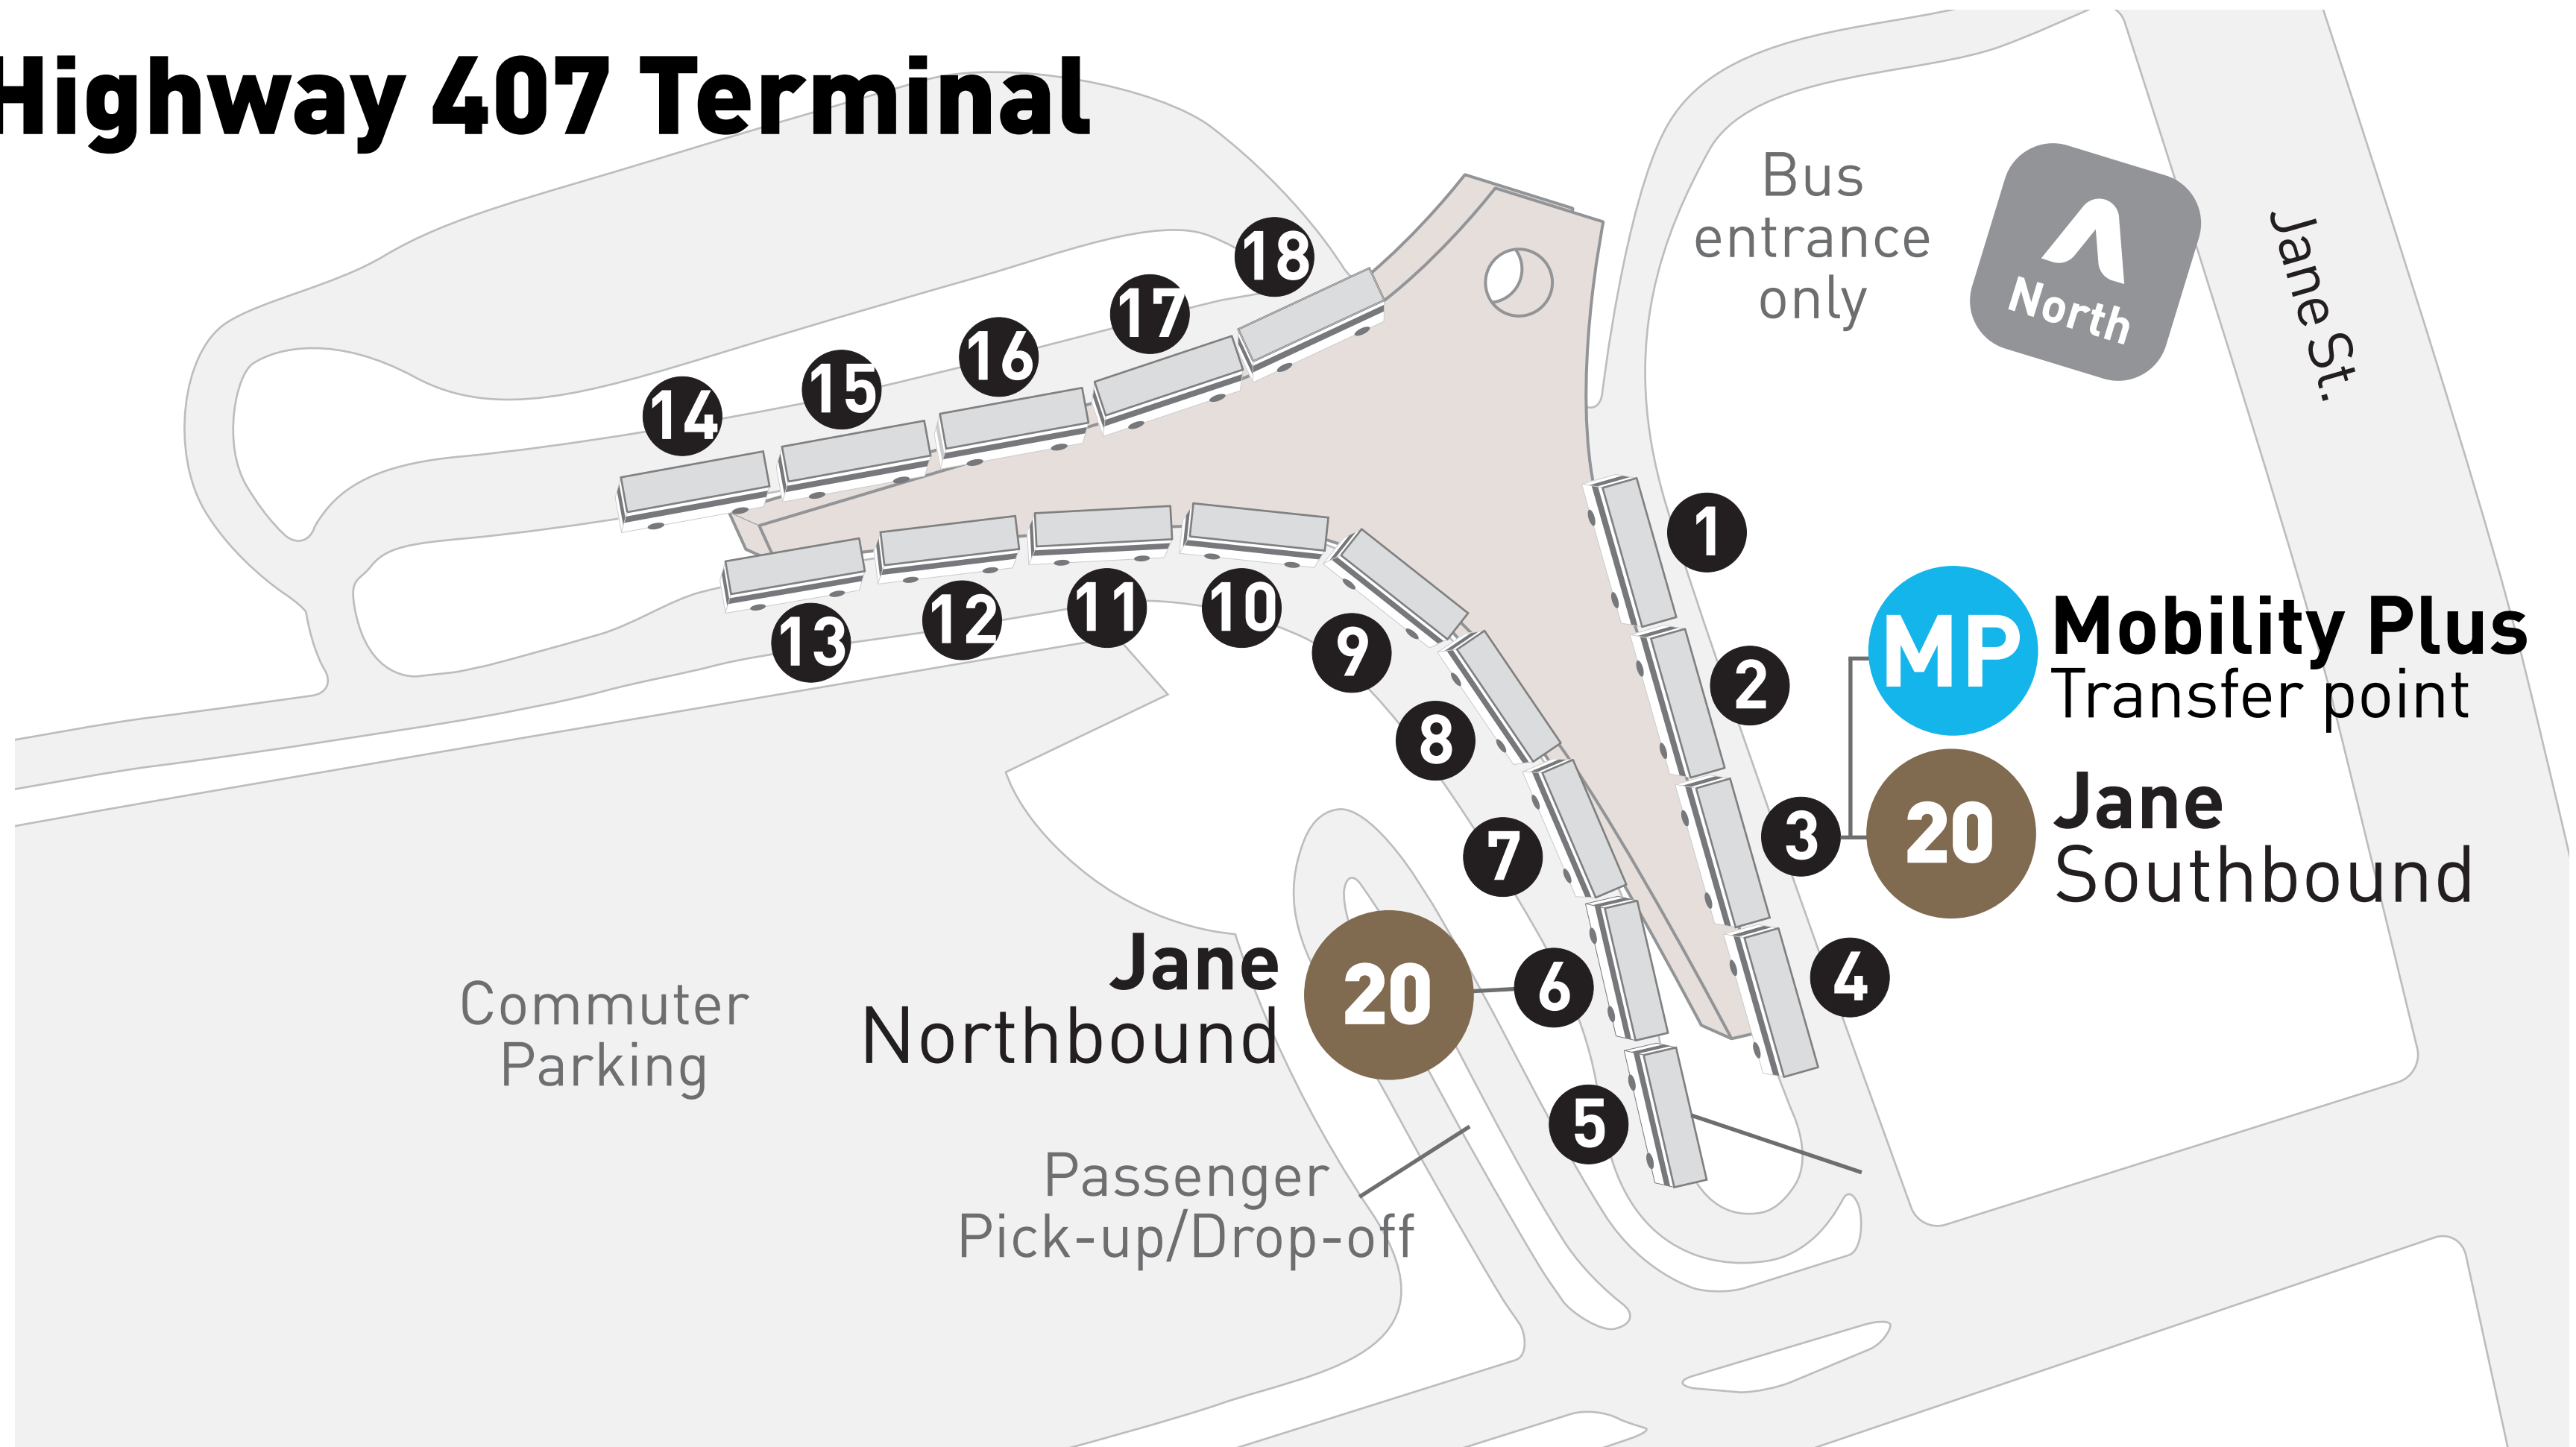 Highway 407 Terminal
Bus
entrance
only
North
Jane St.
18
17
16
15
14
13
12
11
10
9
8
7
6
5
1
2
3
4
MP
Mobility Plus
Transfer point
20
Jane
Southbound
Jane
Northbound
20
Commuter
Parking
Passenger
Pick-up/Drop-off